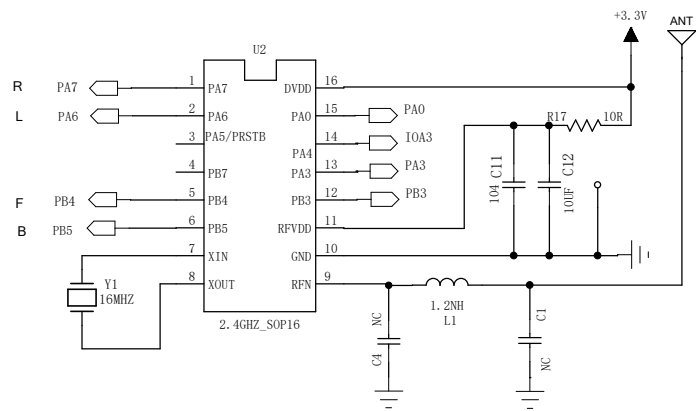 +3.3V
ANT
U2
R PA7 1 PA7 DVDD 16
L PA6 2 PA6 PA0 15 PA0
3 PA5/PRSTB PA4 14 IOA3
4 PB7 PA3 13 PA3
F PB4 5 PB4 PB3 12 PB3
B PB5 6 PB5 RFVDD 11
7 XIN GND 10
8 XOUT RFN 9
R17 10R
104 C11
10UF C12
Y1
16MHZ
2.4GHZ_SOP16
1.2NH
L1
C4 NC
C1
NC